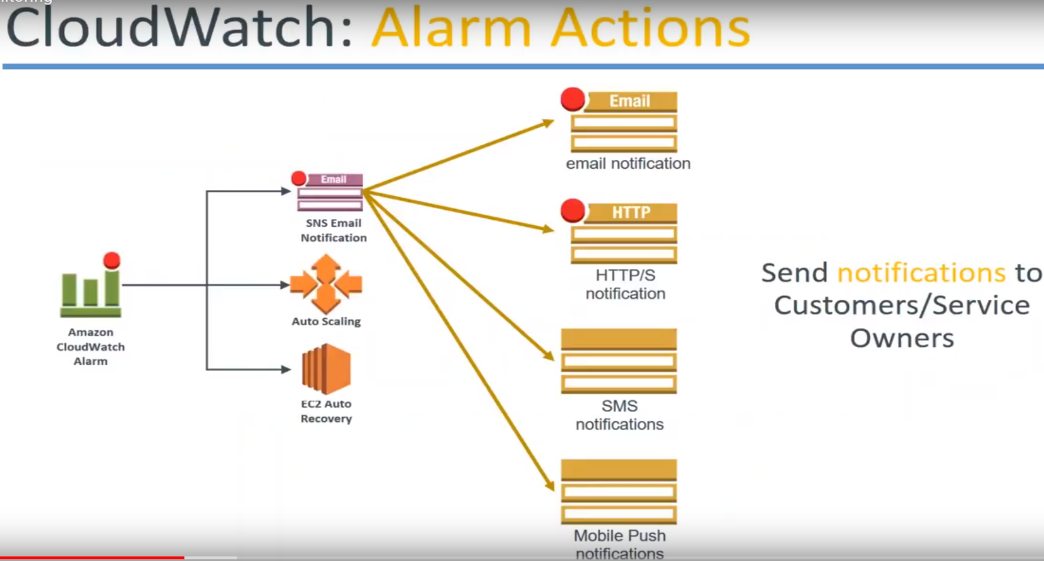 CloudWatch: Alarm Actions
Email
email notification
Email
SNS Email
Notification
HTTP
HTTP/S
notification
Send notifications to
Customers/Service
Owners
Auto Scaling
Amazon
CloudWatch
Alarm
EC2 Auto
Recovery
SMS
notifications
Mobile Push
notifications